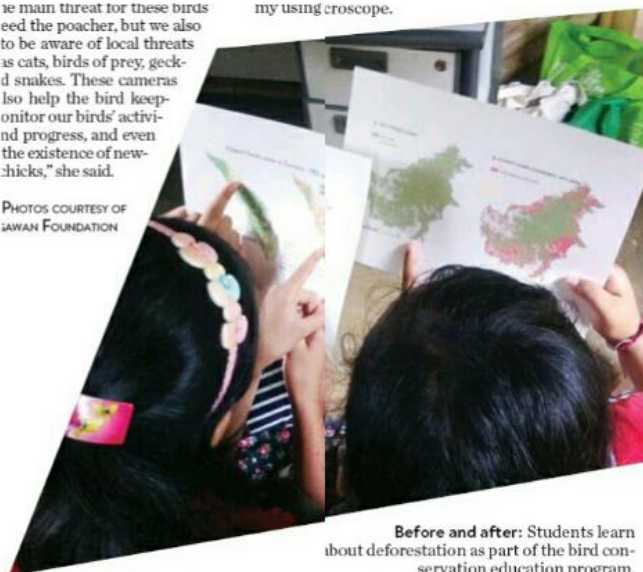 ne main threat for these birds
eed the poacher, but we also
to be aware of local threats
as cats, birds of prey, geck-
d snakes. These cameras
lso help the bird keep-
onitor our birds' activi-
nd progress, and even
the existence of new-
chicks," she said.
PHOTOS COURTESY OF
AWAN FOUNDATION
my using croscope.
Before and after: Students learn
about deforestation as part of the bird con-
servation education program.